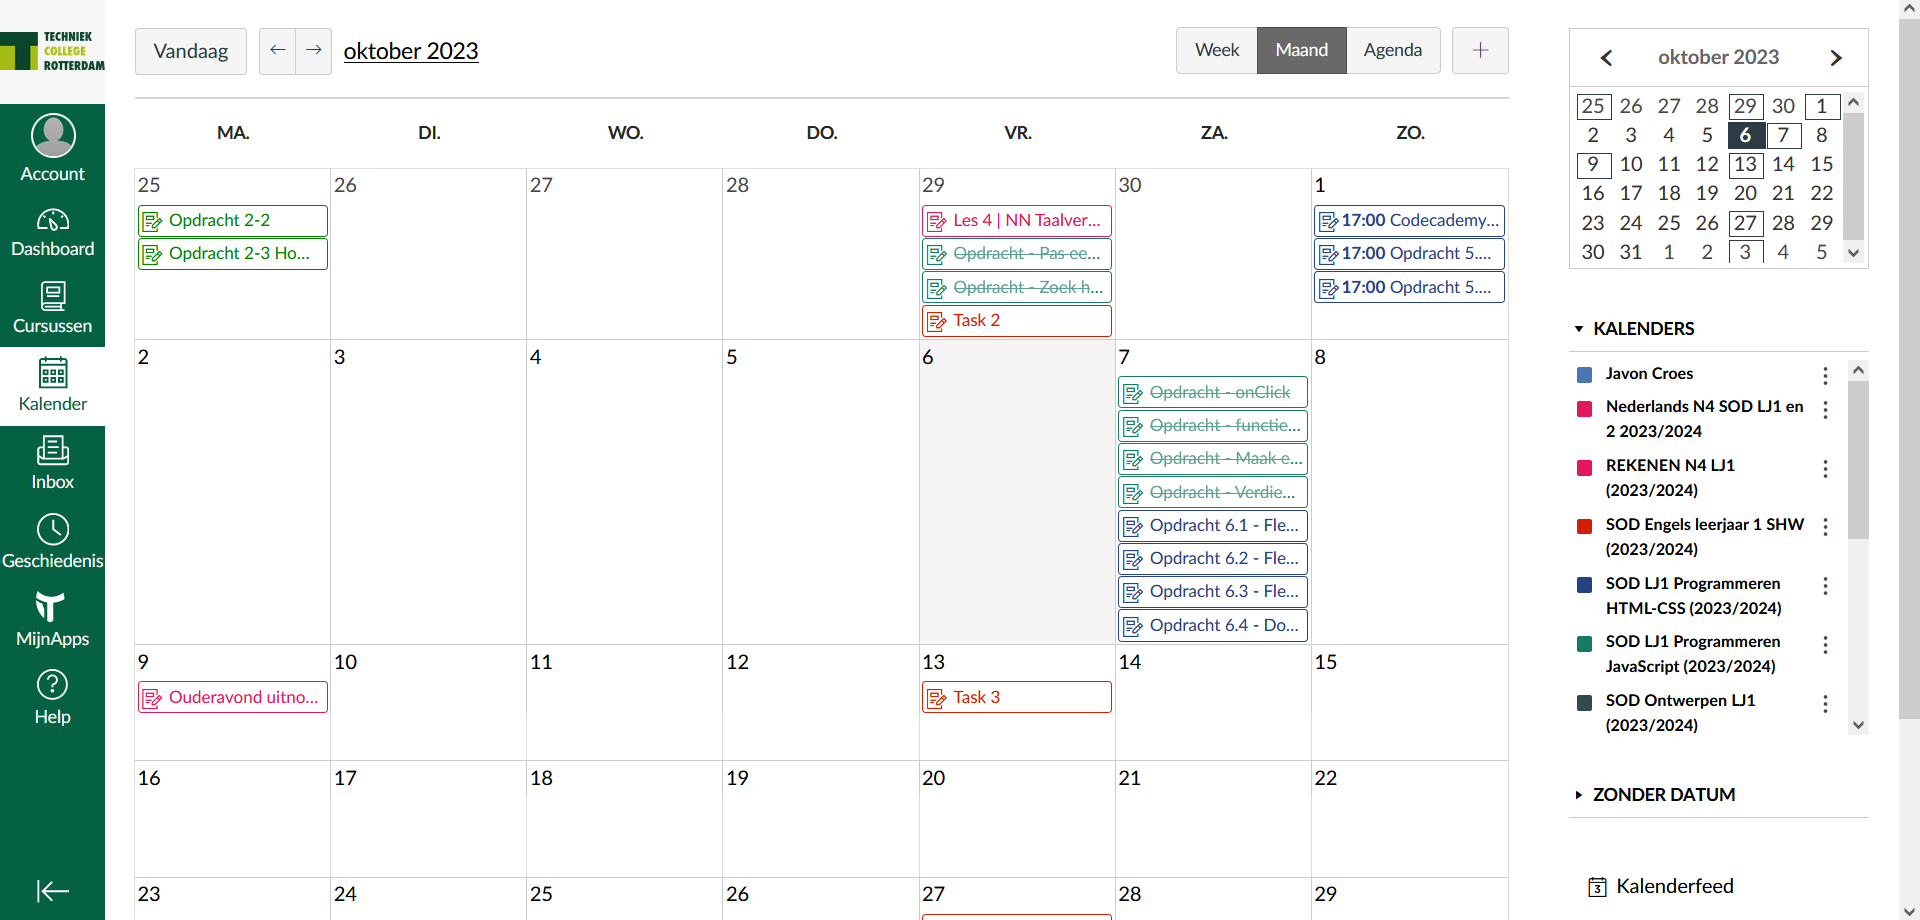 TECHNIEK
COLLEGE
ROTTERDAM
Account
Dashboard
Cursussen
Kalender
Inbox
Geschiedenis
MijnApps
Help
Vandaag
oktober 2023
Week Maand Agenda
MA. DI. WO. DO. VR. ZA. ZO.
25 26 27 28 29 30 1
Opdracht 2-2
Opdracht 2-3 Ho...
Les 4 | NN Taalver...
Opdracht - Pas ee...
Opdracht - Zoek h...
Task 2
17:00 Codecademy...
17:00 Opdracht 5....
17:00 Opdracht 5....
2 3 4 5 6 7 8
Opdracht - onClick
Opdracht - functie...
Opdracht - Maak e...
Opdracht - Verdie...
Opdracht 6.1 - Fle...
Opdracht 6.2 - Fle...
Opdracht 6.3 - Fle...
Opdracht 6.4 - Do...
9 10 11 12 13 14 15
Ouderavond uitno...
Task 3
16 17 18 19 20 21 22
23 24 25 26 27 28 29
oktober 2023
25 26 27 28 29 30 1
2 3 4 5 6 7 8
9 10 11 12 13 14 15
16 17 18 19 20 21 22
23 24 25 26 27 28 29
30 31 1 2 3 4 5
KALENDERS
Javon Croes
Nederlands N4 SOD LJ1 en
2 2023/2024
REKENEN N4 LJ1
(2023/2024)
SOD Engels leerjaar 1 SHW
(2023/2024)
SOD LJ1 Programmeren
HTML-CSS (2023/2024)
SOD LJ1 Programmeren
JavaScript (2023/2024)
SOD Ontwerpen LJ1
(2023/2024)
ZONDER DATUM
3
Kalenderfeed